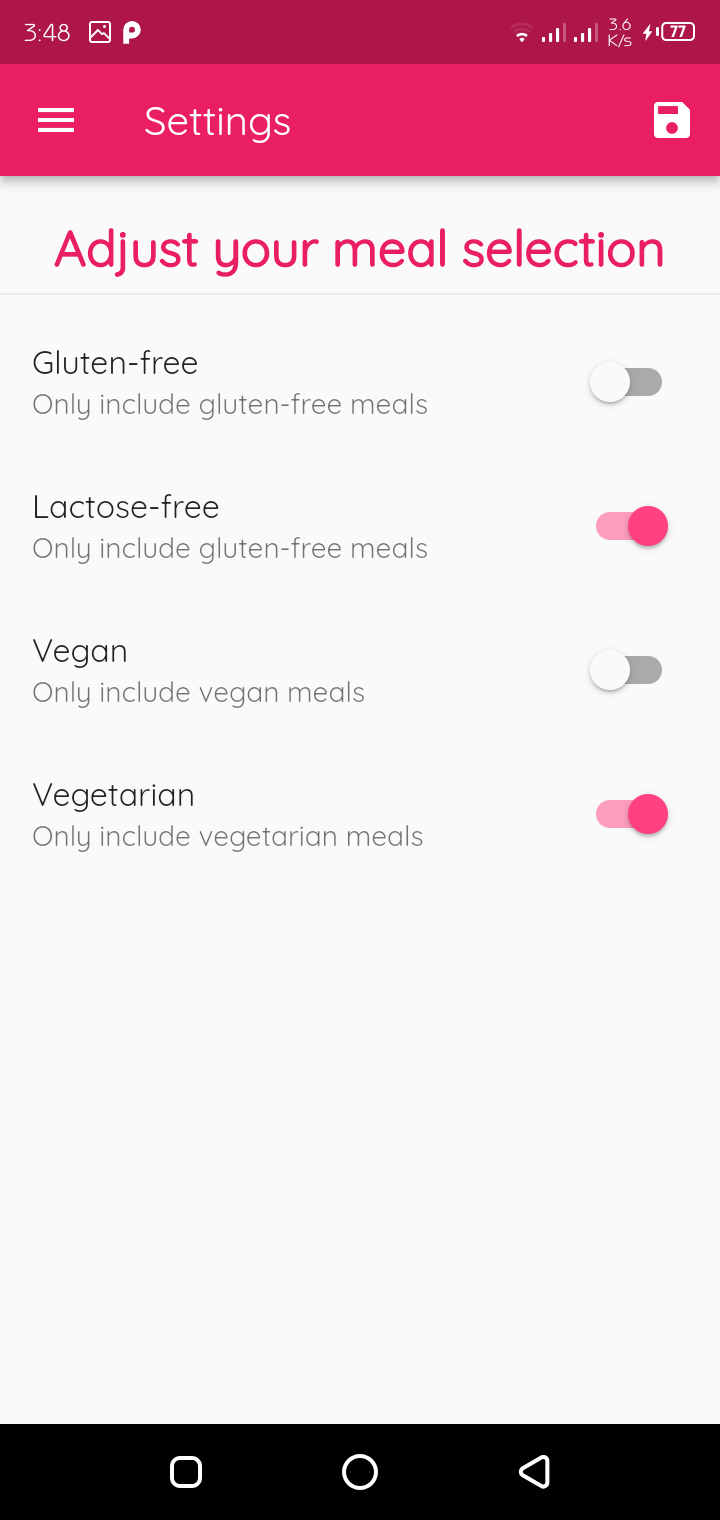 3:48 3.6 K/s 77
Settings
Adjust your meal selection
Gluten-free
Only include gluten-free meals
Lactose-free
Only include gluten-free meals
Vegan
Only include vegan meals
Vegetarian
Only include vegetarian meals